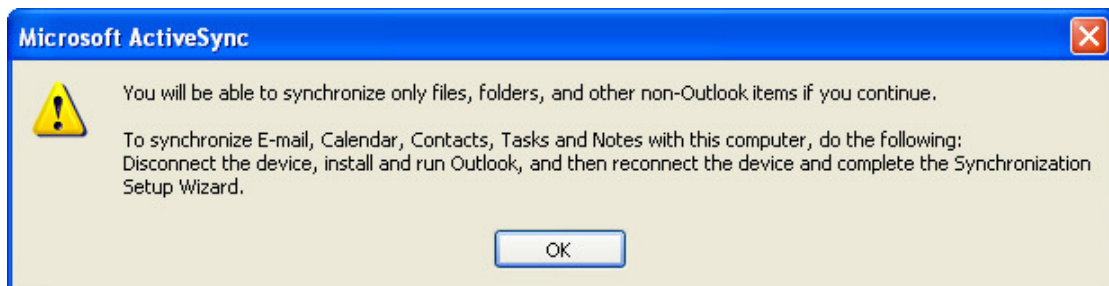 Microsoft ActiveSync
You will be able to synchronize only files, folders, and other non-Outlook items if you continue.
To synchronize E-mail, Calendar, Contacts, Tasks and Notes with this computer, do the following:
Disconnect the device, install and run Outlook, and then reconnect the device and complete the Synchronization
Setup Wizard.
OK